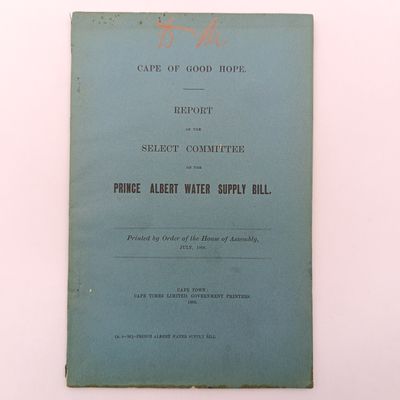 CAPE OF GOOD HOPE.
REPORT
OF THE
SELECT COMMITTEE
ON THE
PRINCE ALBERT WATER SUPPLY BILL.
Printed by Order of the House of Assembly,
JULY,
CAPE TOWN:
CAPE TIMES LIMITED, GOVERNMENT PRINTERS.
PRINCE ALBERT WATER SUPPLY BILL